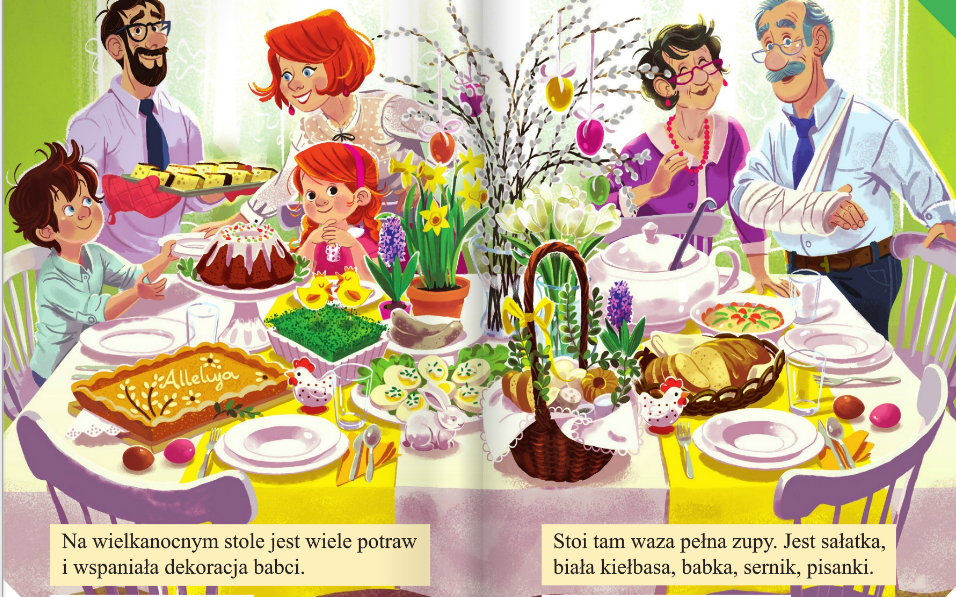 Alleluja
Na wielkanocnym stole jest wiele potraw
i wspaniała dekoracja babci.
Stoi tam waza pełna zupy. Jest sałatka,
biała kiełbasa, babka, sernik, pisanki.